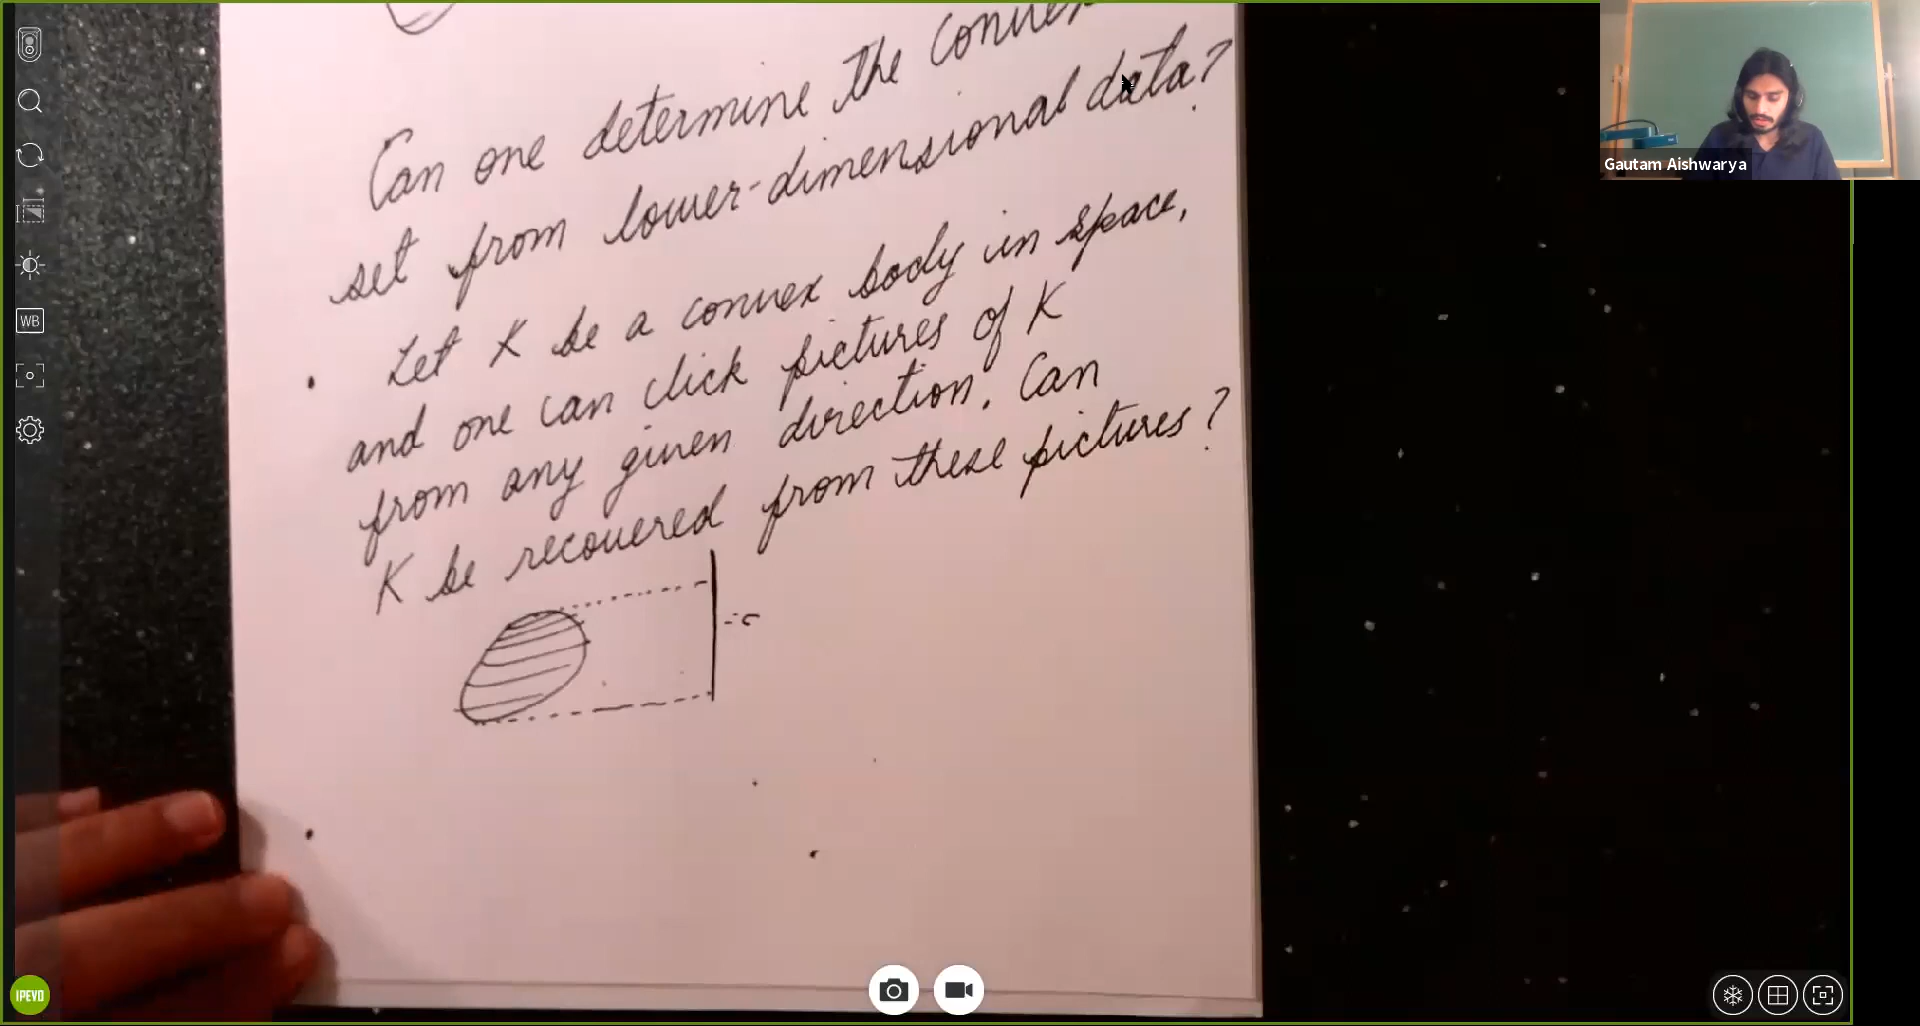 Can one determine the convex
set from lower-dimensional data?
Let K be a convex body in space,
and one can click pictures of K
from any given direction. Can
K be recovered from these pictures?
Gautam Aishwarya
WB
IPEVO